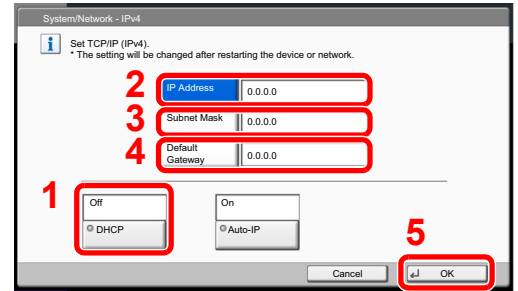 System/Network - IPv4
i
Set TCP/IP (IPv4).
* The setting will be changed after restarting the device or network.
2
IP Address
0.0.0.0
3
Subnet Mask
0.0.0.0
4
Default
Gateway
0.0.0.0
1
Off
On
DHCP
Auto-IP
5
Cancel
OK